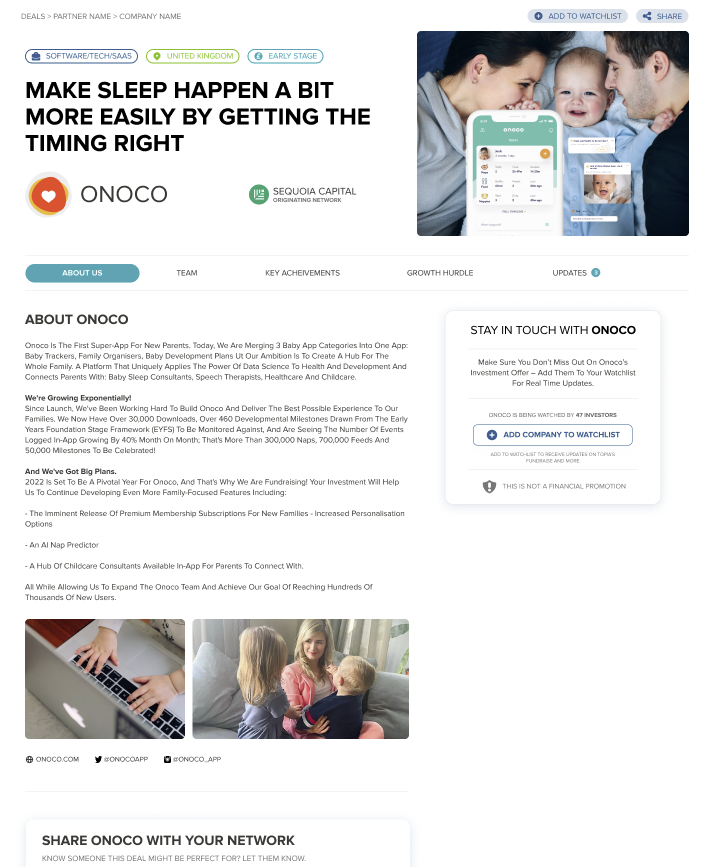 DEALS > PARTNER NAME > COMPANY NAME
ADD TO WATCHLIST
SHARE
SOFTWARE/TECH/SAAS
UNITED KINGDOM
EARLY STAGE
MAKE SLEEP HAPPEN A BIT
MORE EASILY BY GETTING THE
TIMING RIGHT
ONOCO
SEQUOIA CAPITAL
ORIGINATING NETWORK
onoco
ABOUT US
TEAM
KEY ACHEIVEMENTS
GROWTH HURDLE
UPDATES 3
ABOUT ONOCO
Onoco Is The First Super-App For New Parents. Today, We Are Merging 3 Baby App Categories Into One App:
Baby Trackers, Family Organisers, Baby Development Plans Ut Our Ambition Is To Create A Hub For The
Whole Family. A Platform That Uniquely Applies The Power Of Data Science To Health And Development And
Connects Parents With: Baby Sleep Consultants, Speech Therapists, Healthcare And Childcare.
We're Growing Exponentially!
Since Launch, We've Been Working Hard To Build Onoco And Deliver The Best Possible Experience To Our
Families. We Now Have Over 30,000 Downloads, Over 460 Developmental Milestones Drawn From The Early
Years Foundation Stage Framework (EYFS) To Be Monitored Against, And Are Seeing The Number Of Events
Logged In-App Growing By 40% Month On Month; That's More Than 300,000 Naps, 700,000 Feeds And
50,000 Milestones To Be Celebrated!
And We've Got Big Plans.
2022 Is Set To Be A Pivotal Year For Onoco, And That's Why We Are Fundraising! Your Investment Will Help
Us To Continue Developing Even More Family-Focused Features Including:
- The Imminent Release Of Premium Membership Subscriptions For New Families - Increased Personalisation
Options
- An AI Nap Predictor
- A Hub Of Childcare Consultants Available In-App For Parents To Connect With.
All While Allowing Us To Expand The Onoco Team And Achieve Our Goal Of Reaching Hundreds Of
Thousands Of New Users.
ONOCO.COM
@ONOCOAPP
@ONOCO_APP
SHARE ONOCO WITH YOUR NETWORK
KNOW SOMEONE THIS DEAL MIGHT BE PERFECT FOR? LET THEM KNOW.
STAY IN TOUCH WITH ONOCO
Make Sure You Don't Miss Out On Onoco's
Investment Offer – Add Them To Your Watchlist
For Real Time Updates.
ONOCO IS BEING WATCHED BY 47 INVESTORS
ADD COMPANY TO WATCHLIST
ADD TO WATCHLIST TO RECEIVE UPDATES ON TOPIA'S
FUNDRAISE AND MORE
THIS IS NOT A FINANCIAL PROMOTION